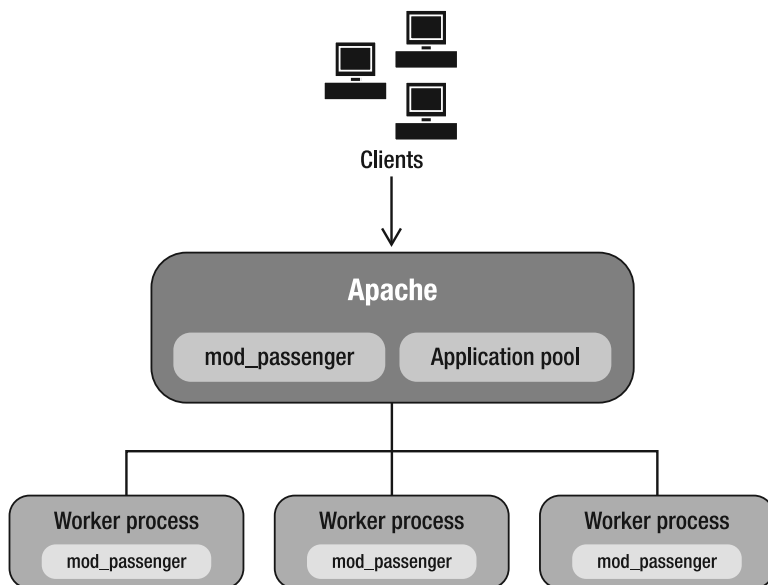 Clients
Apache
mod_passenger
Application pool
Worker process
mod_passenger
Worker process
mod_passenger
Worker process
mod_passenger